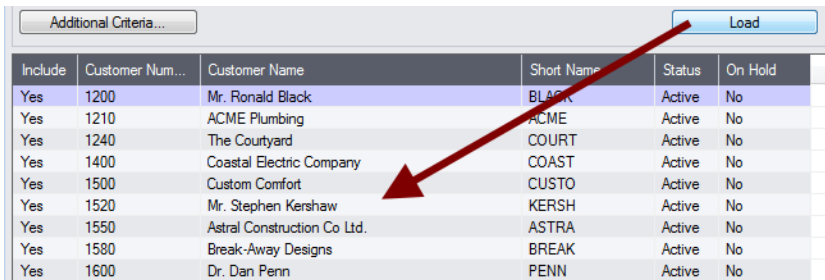 Additional Criteria... Load
Include Customer Num... Customer Name Short Name Status On Hold
Yes 1200 Mr. Ronald Black BLACK Active No
Yes 1210 ACME Plumbing ACME Active No
Yes 1240 The Courtyard COURT Active No
Yes 1400 Coastal Electric Company COAST Active No
Yes 1500 Custom Comfort CUSTO Active No
Yes 1520 Mr. Stephen Kershaw KERSH Active No
Yes 1550 Astral Construction Co Ltd. ASTRA Active No
Yes 1580 Break-Away Designs BREAK Active No
Yes 1600 Dr. Dan Penn PENN Active No